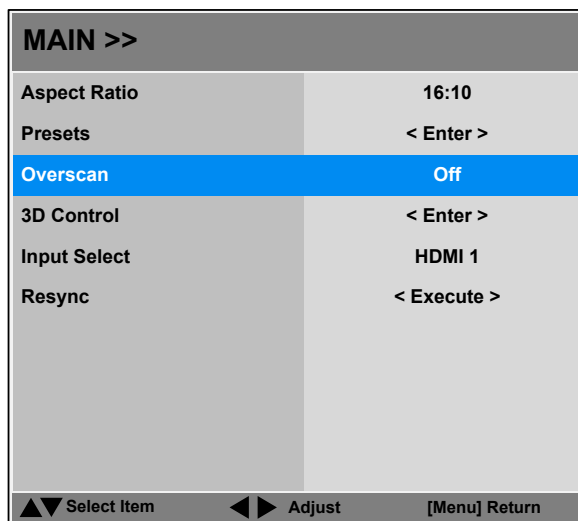 MAIN >>
Aspect Ratio 16:10
Presets < Enter >
Overscan Off
3D Control < Enter >
Input Select HDMI 1
Resync < Execute >
Select Item Adjust [Menu] Return